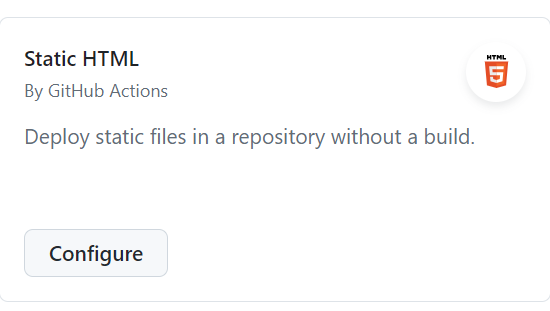 Static HTML
HTML
5
By GitHub Actions
Deploy static files in a repository without a build.
Configure